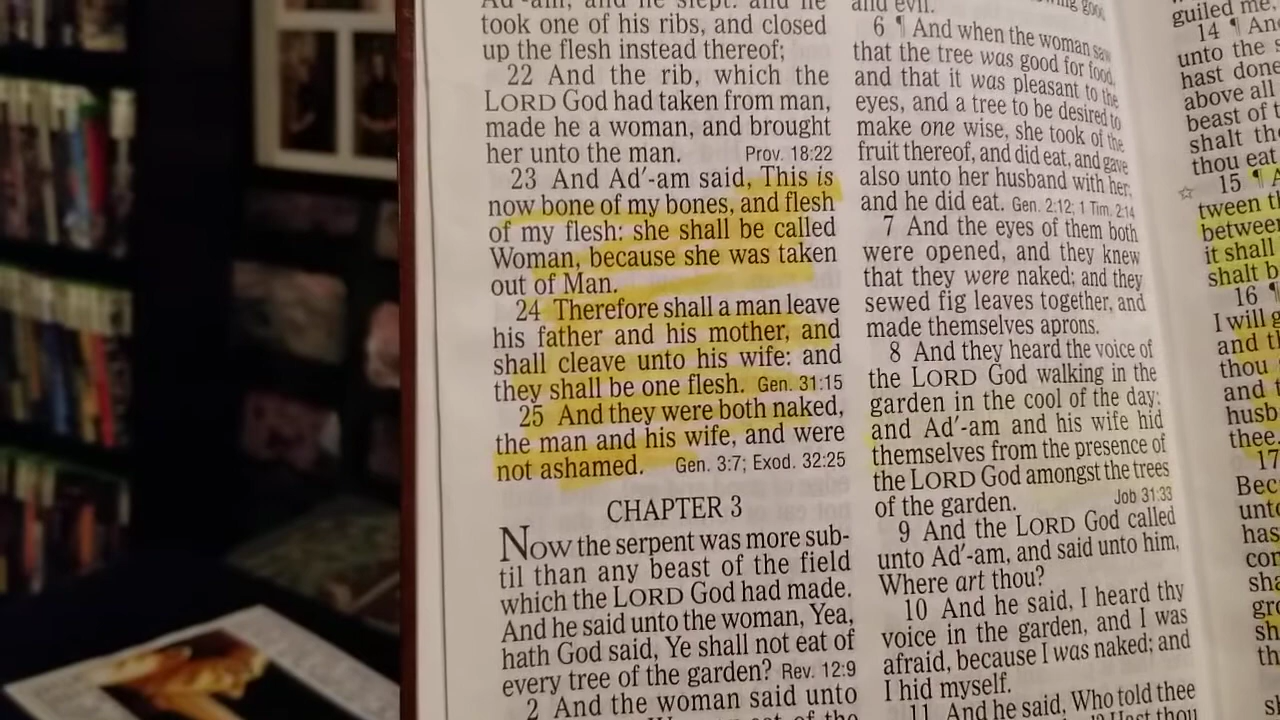 Ad'-am, and he slept: and he
took one of his ribs, and closed
up the flesh instead thereof;
22 And the rib, which the
LORD God had taken from man,
made he a woman, and brought
her unto the man. Prov. 18:22
23 And Ad'-am said, This is
now bone of my bones, and flesh
of my flesh: she shall be called
Woman, because she was taken
out of Man.
24 Therefore shall a man leave
his father and his mother, and
shall cleave unto his wife: and
they shall be one flesh. Gen. 31:15
25 And they were both naked,
the man and his wife, and were
not ashamed. Gen. 3:7; Exod. 32:25
CHAPTER 3
NOW the serpent was more sub-
til than any beast of the field
which the LORD God had made.
And he said unto the woman, Yea,
hath God said, Ye shall not eat of
every tree of the garden? Rev. 12:9
2 And the woman said unto
and evil.
6 ¶ And when the woman saw
that the tree was good for food,
and that it was pleasant to the
eyes, and a tree to be desired to
make one wise, she took of the
fruit thereof, and did eat, and gave
also unto her husband with her;
and he did eat. Gen. 2:12; 1 Tim. 2:14
7 And the eyes of them both
were opened, and they knew
that they were naked; and they
sewed fig leaves together, and
made themselves aprons.
8 And they heard the voice of
the LORD God walking in the
garden in the cool of the day:
and Ad'-am and his wife hid
themselves from the presence of
the LORD God amongst the trees
of the garden. Job 31:33
9 And the LORD God called
unto Ad'-am, and said unto him,
Where art thou?
10 And he said, I heard thy
voice in the garden, and I was
afraid, because I was naked; and
I hid myself.
11 And he said, Who told thee
guiled me,
14 ¶ An
unto the s
hast done
above all
beast of t
shalt the
thou eat
15 ¶ A
tween th
between
it shall
shalt b
16 ¶
I will g
and th
thou
and
husb
thee.
17
Bec
unto
has
com
sha
gro
sh
th